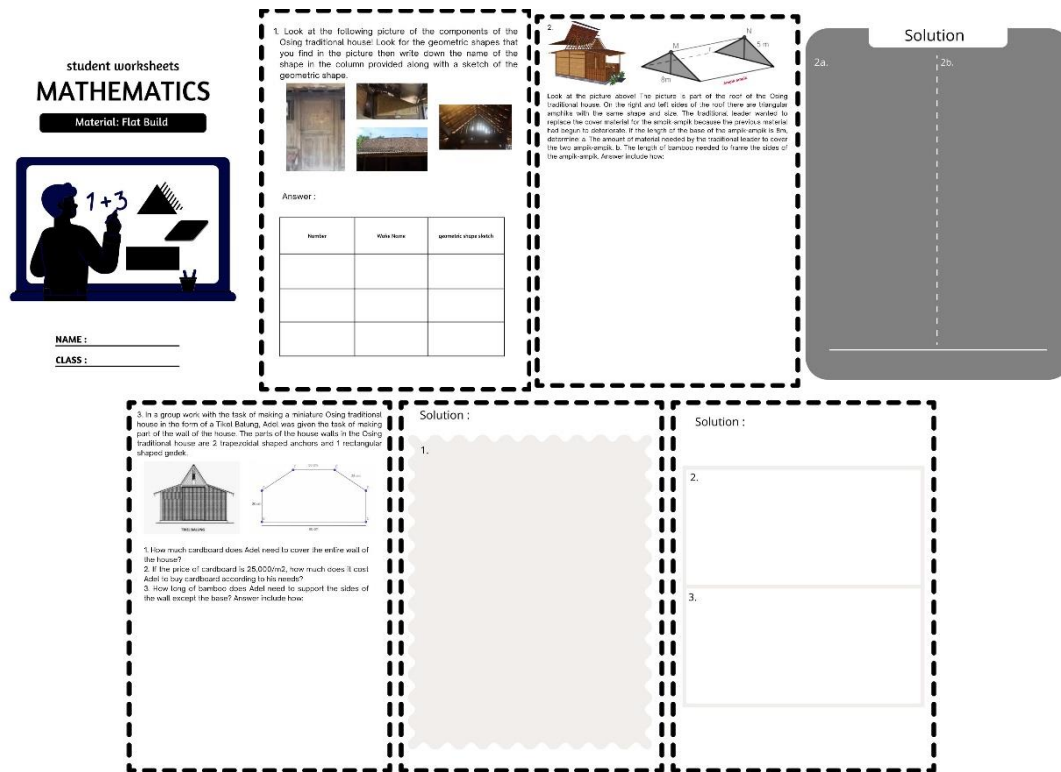 student worksheets
MATHEMATICS
Material: Flat Build
1+3
NAME :
CLASS :
1. Look at the following picture of the components of the
Osing traditional house! Look for the geometric shapes that
you find in the picture then write down the name of the
shape in the column provided along with a sketch of the
geometric shape.
Answer :
Number Wake Name geometric shape sketch
2.
M
N
5 m
8m
Look at the picture above! The picture is part of the roof of the Osing
traditional house. On the right and left sides of the roof there are triangular
amphiks with the same shape and size. The traditional leader wanted to
replace the cover material for the ampik-ampik because the previous material
had begun to deteriorate. If the length of the base of the ampik-ampik is 8m,
determine: a. The amount of material needed by the traditional leader to cover
the two ampik-ampik. b. The length of bamboo needed to frame the sides of
the ampik-ampik. Answer include how:
Solution
2a.
2b.
3. In a group work with the task of making a miniature Osing traditional
house in the form of a Tikel Balung, Adel was given the task of making
part of the wall of the house. The parts of the house walls in the Osing
traditional house are 2 trapezoidal shaped anchors and 1 rectangular
shaped gedek.
TIKEL BALUNG
1. How much cardboard does Adel need to cover the entire wall of
the house?
2. If the price of cardboard is 25,000/m2, how much does it cost
Adel to buy cardboard according to his needs?
3. How long of bamboo does Adel need to support the sides of
the wall except the base? Answer include how:
Solution :
1.
Solution :
2.
3.